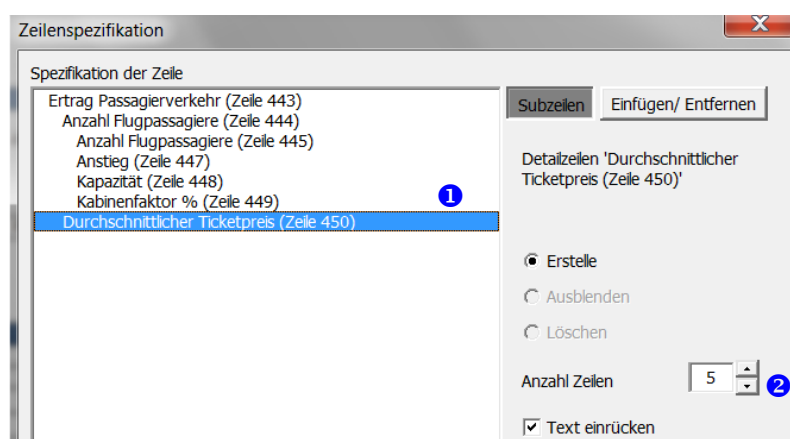 Zeilenspezifikation
X
Spezifikation der Zeile
Ertrag Passagierverkehr (Zeile 443)
Anzahl Flugpassagiere (Zeile 444)
Anzahl Flugpassagiere (Zeile 445)
Anstieg (Zeile 447)
Kapazität (Zeile 448)
Kabinenfaktor % (Zeile 449)
1
Durchschnittlicher Ticketpreis (Zeile 450)
Subzeilen
Einfügen/ Entfernen
Detailzeilen 'Durchschnittlicher
Ticketpreis (Zeile 450)'
Erstelle
Ausblenden
Löschen
Anzahl Zeilen
5
2
Text einrücken